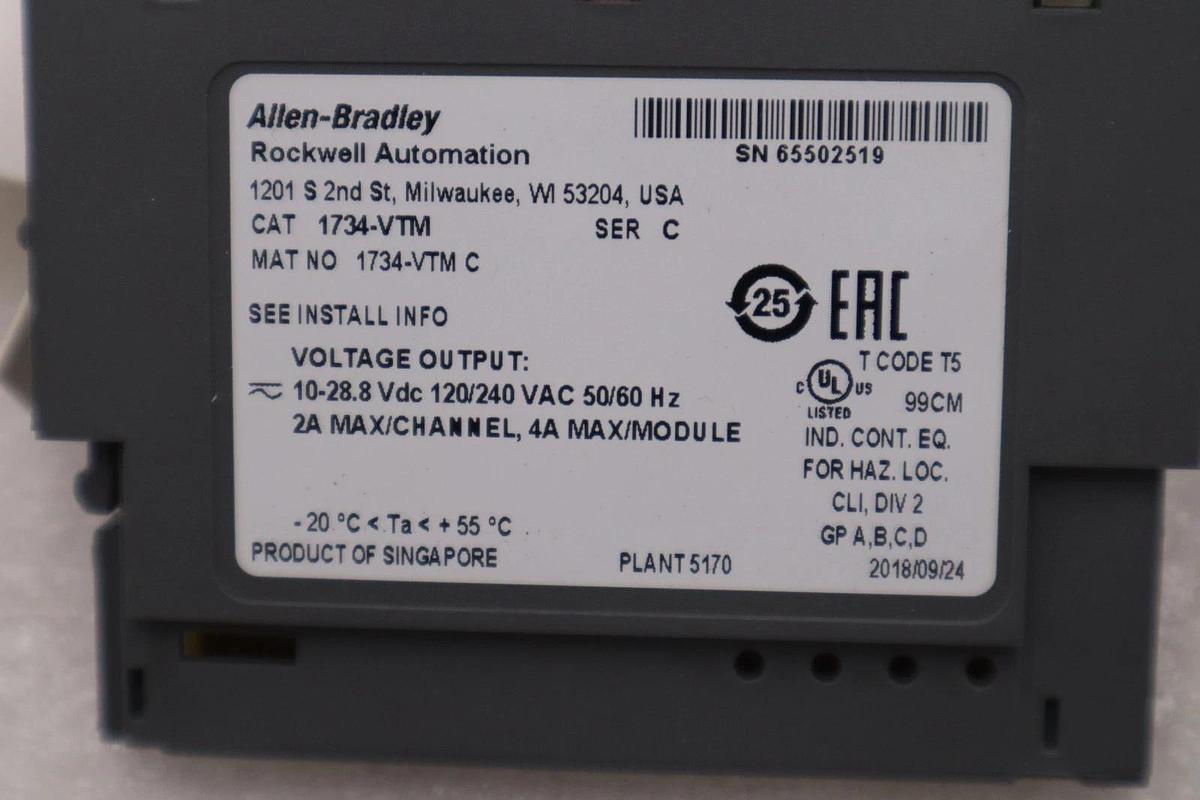 Allen-Bradley
Rockwell Automation
SN 65502519
1201 S 2nd St, Milwaukee, WI 53204, USA
CAT 1734-VTM SER C
MAT NO 1734-VTM C
25 EAC
SEE INSTALL INFO
VOLTAGE OUTPUT:
10-28.8 Vdc 120/240 VAC 50/60 Hz
2A MAX/CHANNEL, 4A MAX/MODULE
T CODE T5
C UL US
LISTED
99CM
IND. CONT. EQ.
FOR HAZ. LOC.
CLI, DIV 2
GP A,B,C,D
-20 °C < Ta < +55 °C
PRODUCT OF SINGAPORE
PLANT 5170
2018/09/24